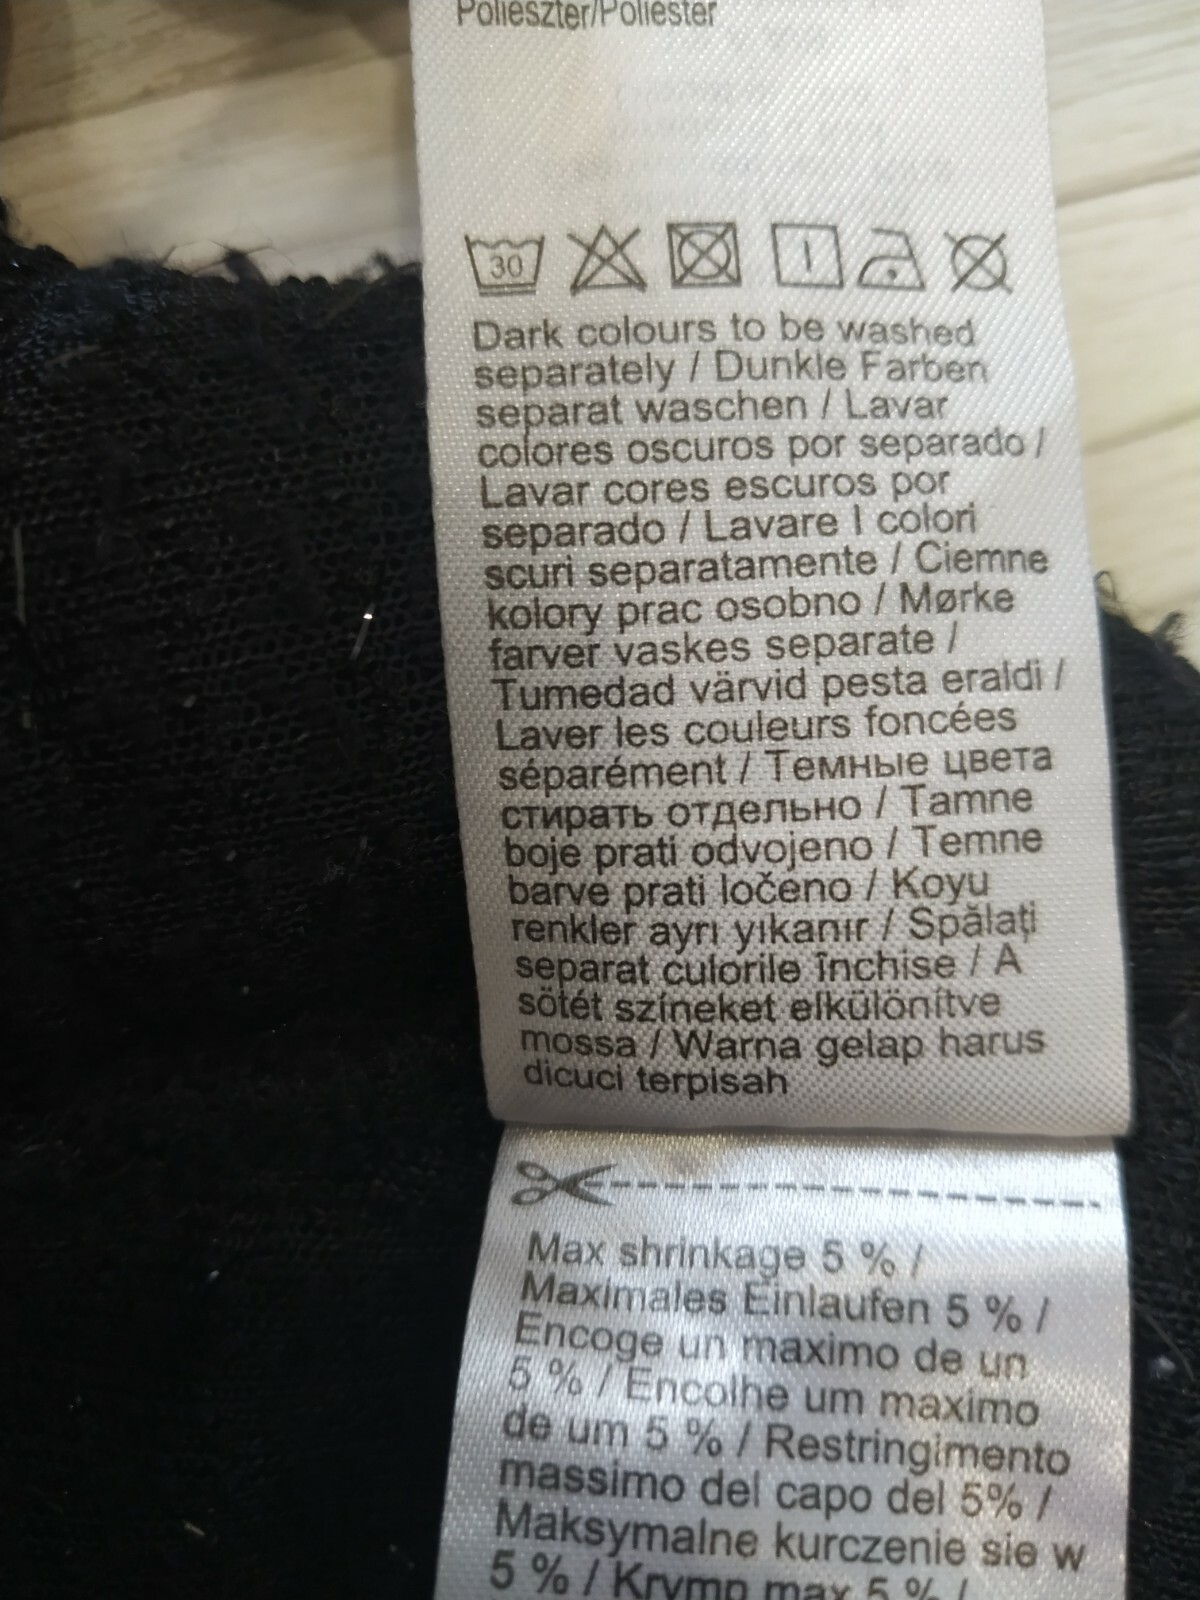 Polieszter/Poliester
30
Dark colours to be washed
separately / Dunkle Farben
separat waschen / Lavar
colores oscuros por separado /
Lavar cores escuros por
separado / Lavare I colori
scuri separatamente / Ciemne
kolory prac osobno / Mørke
farver vaskes separate /
Tumedad värvid pesta eraldi /
Laver les couleurs foncées
séparément / Темные цвета
стирать отдельно / Tamne
boje prati odvojeno / Temne
barve prati ločeno / Koyu
renkler ayrı yıkanır / Spălați
separat culorile închise / A
sötét színeket elkülönítve
mossa / Warna gelap harus
dicuci terpisah
Max shrinkage 5 % /
Maximales Einlaufen 5 % /
Encoge un maximo de un
5 % / Encolhe um maximo
de um 5 % / Restringimento
massimo del capo del 5% /
Maksymalne kurczenie sie w
5 % / Krymp max 5 % /